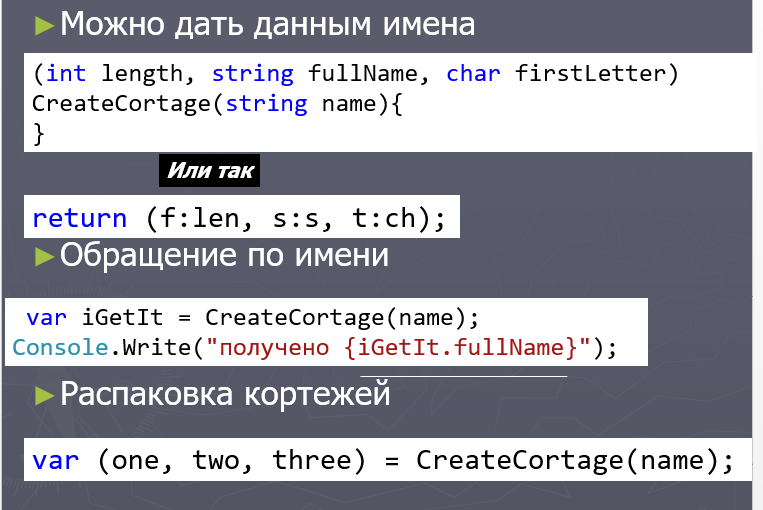 Можно дать данным имена
(int length, string fullName, char firstLetter)
CreateCortage(string name){
}
Или так
return (f:len, s:s, t:ch);
Обращение по имени
var iGetIt = CreateCortage(name);
Console.Write("получено {iGetIt.fullName}");
Распаковка кортежей
var (one, two, three) = CreateCortage(name);